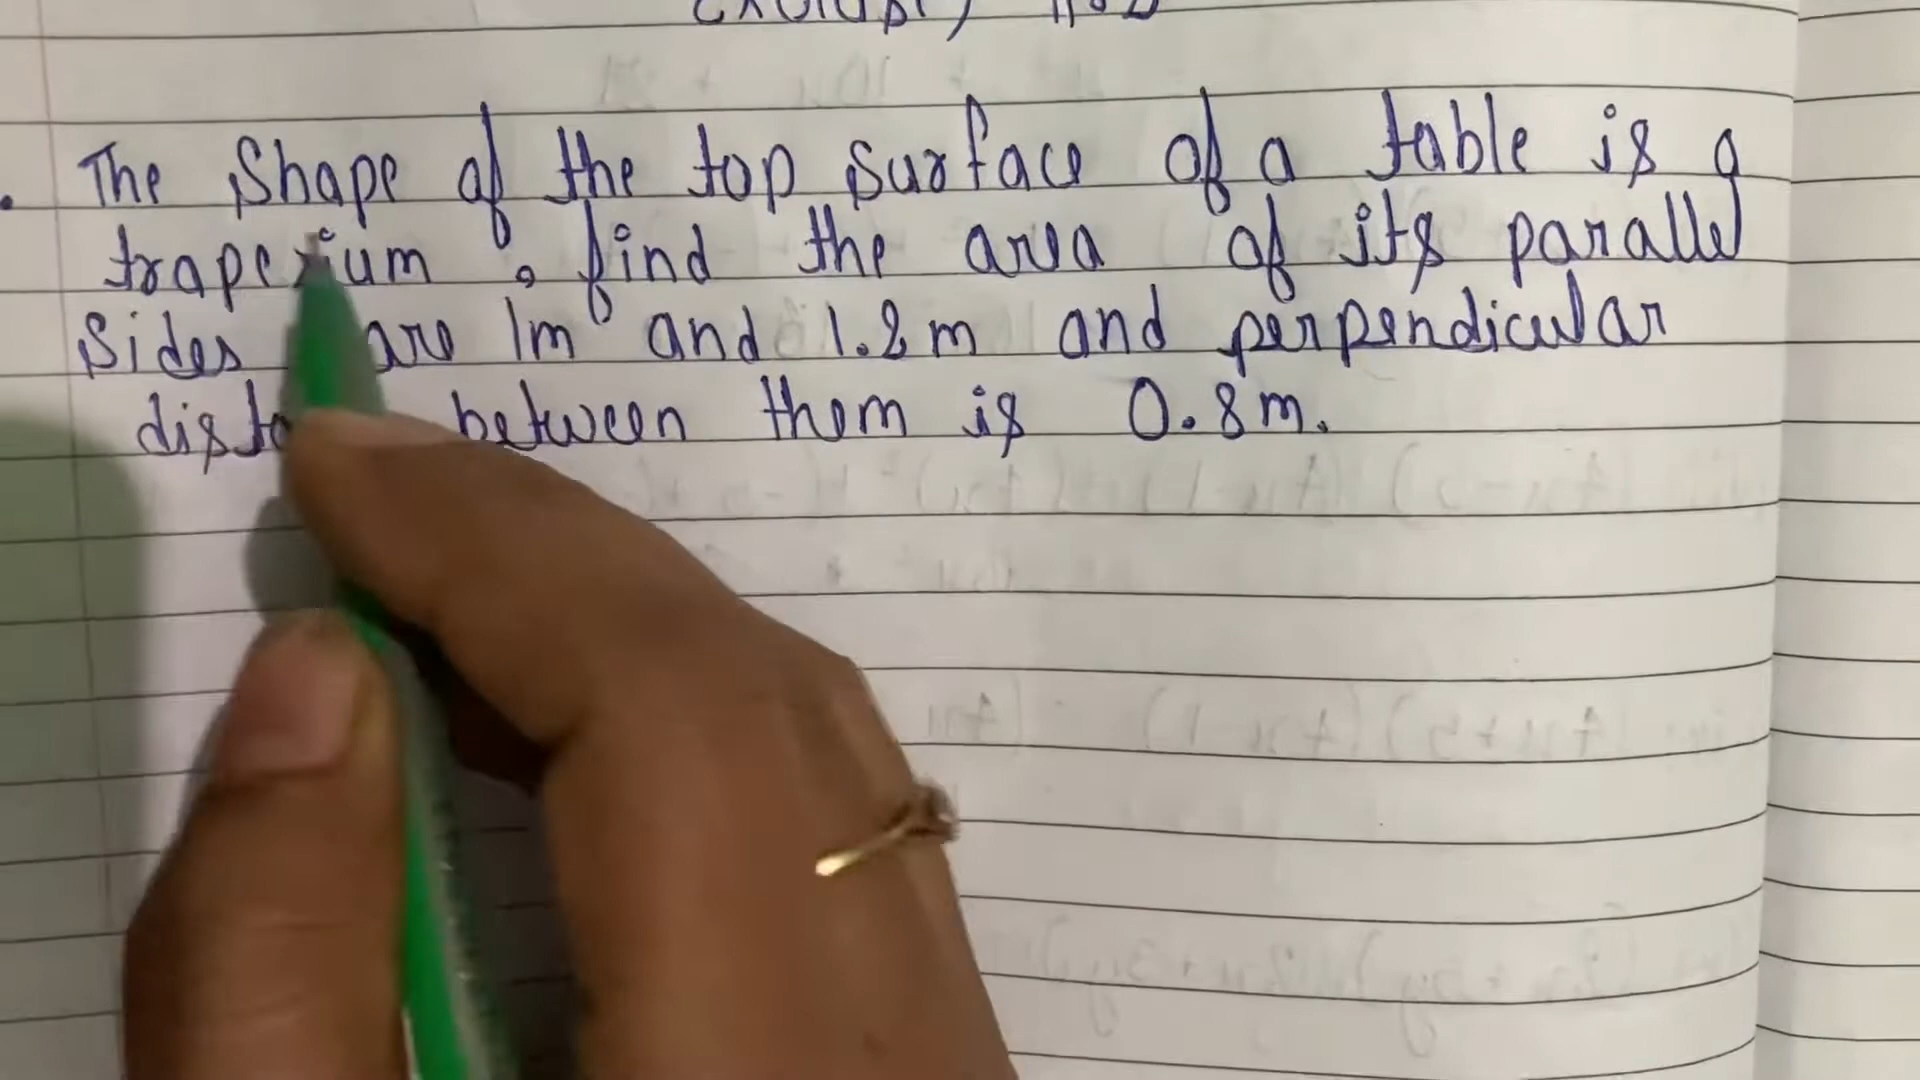 The Shape of the top surface of a table is a
trapezium. find the area of its parallel
Sides are 1m and 1.2m and perpendicular
between them is 0.8m.